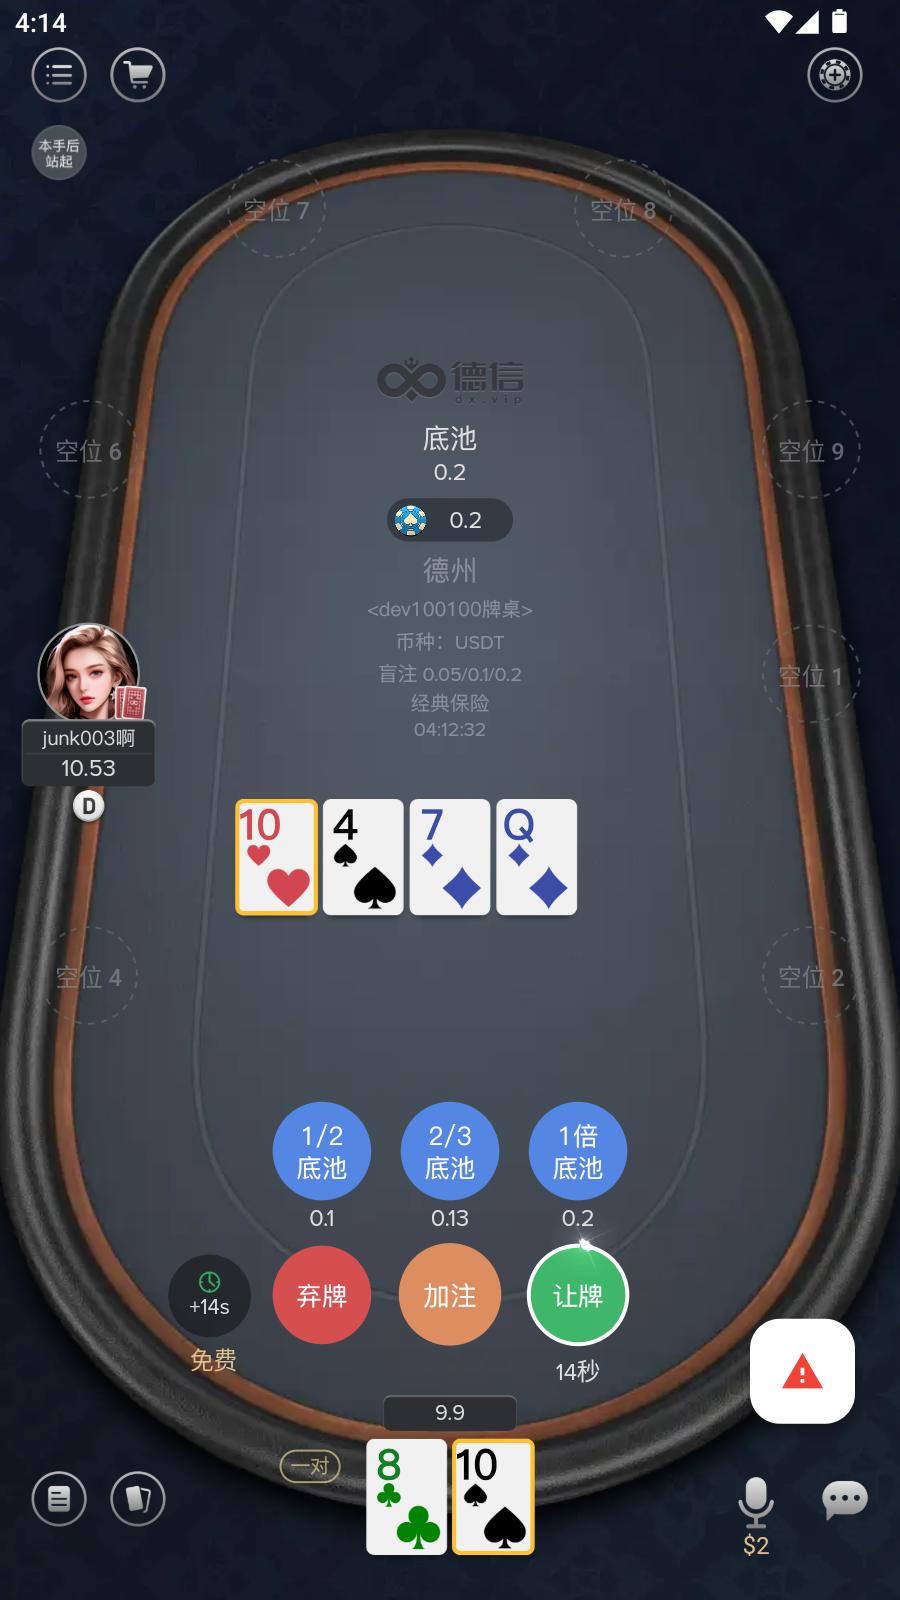 4:14
本手后
站起
空位 7
空位 8
德信
dx.vip
底池
0.2
空位 6
空位 9
0.2
德州
<dev100100牌桌>
币种：USDT
盲注 0.05/0.1/0.2
空位 1
经典保险
04:12:32
junk003啊
10.53
D
10
4
7
Q
空位 4
空位 2
1/2
底池
2/3
底池
1倍
底池
0.1
0.13
0.2
+14s
弃牌
加注
让牌
免费
14秒
9.9
一对
8
10
$2